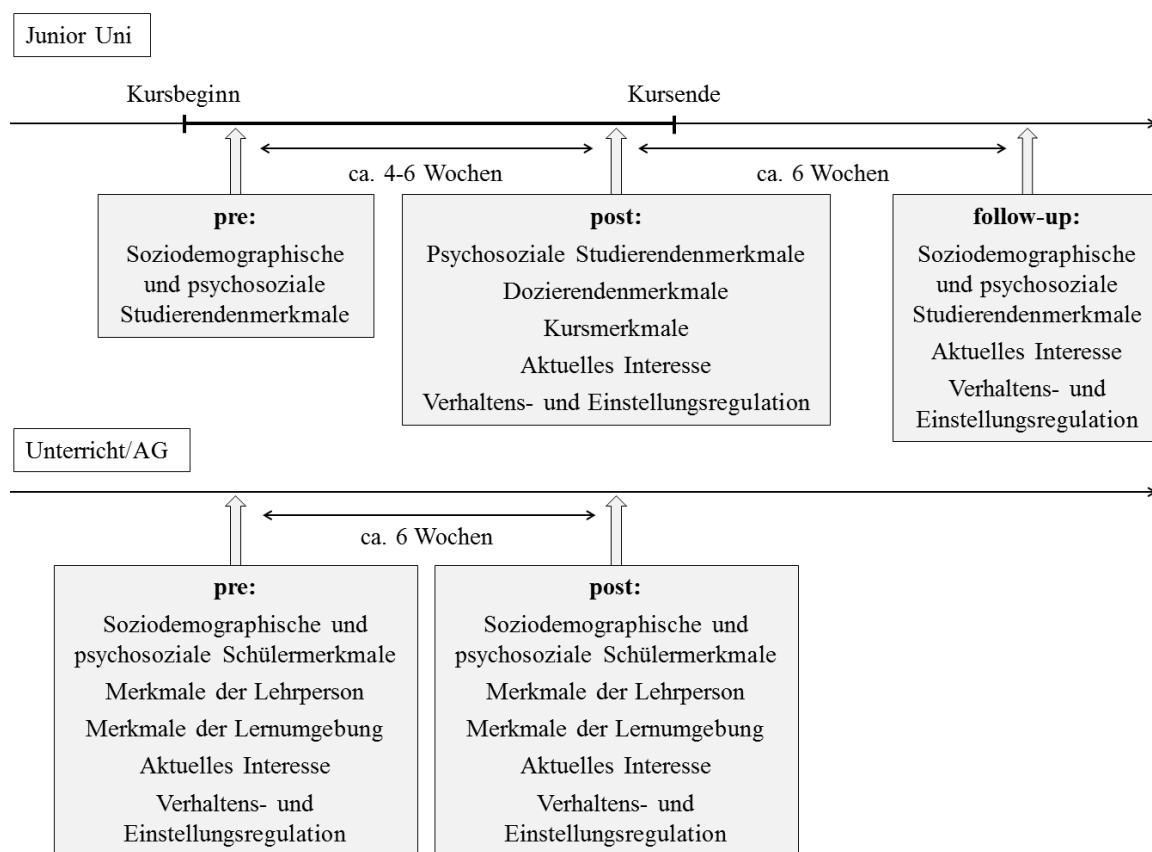 Junior Uni
Kursbeginn
Kursende
ca. 4-6 Wochen
ca. 6 Wochen
pre:
Soziodemographische
und psychosoziale
Studierendenmerkmale
post:
Psychosoziale Studierendenmerkmale
Dozierendenmerkmale
Kursmerkmale
Aktuelles Interesse
Verhaltens- und Einstellungsregulation
follow-up:
Soziodemographische
und psychosoziale
Studierendenmerkmale
Aktuelles Interesse
Verhaltens- und
Einstellungsregulation
Unterricht/AG
ca. 6 Wochen
pre:
Soziodemographische und
psychosoziale Schülermerkmale
Merkmale der Lehrperson
Merkmale der Lernumgebung
Aktuelles Interesse
Verhaltens- und
Einstellungsregulation
post:
Soziodemographische und
psychosoziale Schülermerkmale
Merkmale der Lehrperson
Merkmale der Lernumgebung
Aktuelles Interesse
Verhaltens- und
Einstellungsregulation